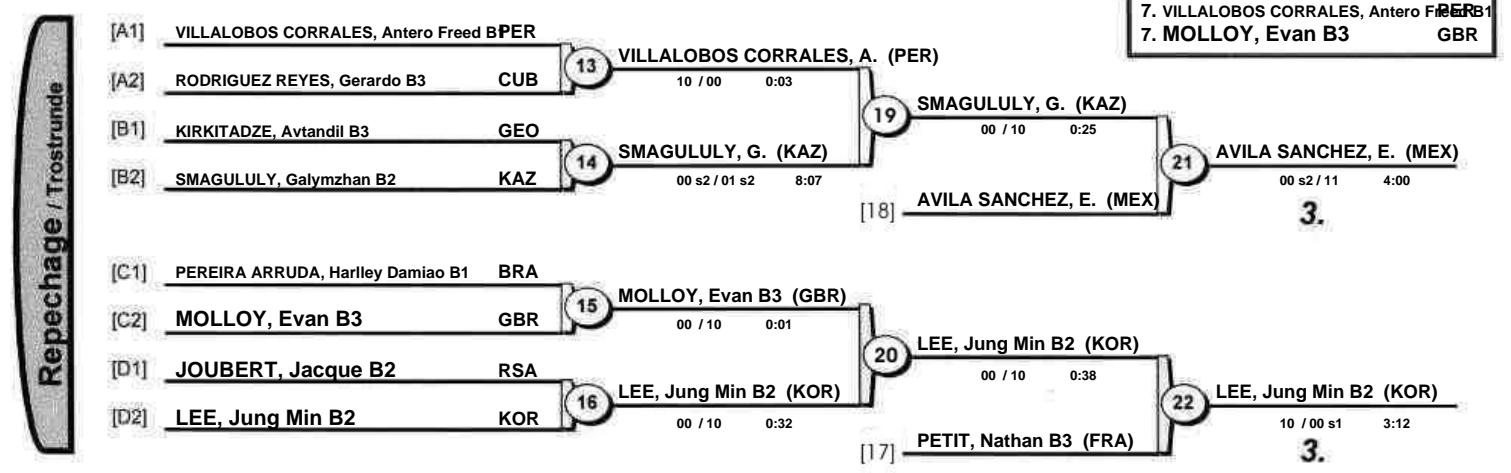 7. VILLALOBOS CORRALES, Antero Freed B1 PER
7. MOLLOY, Evan B3 GBR
Repechage / Trostrunde
[A1] VILLALOBOS CORRALES, Antero Freed B1 PER
13 VILLALOBOS CORRALES, A. (PER)
10 / 00 0:03
[A2] RODRIGUEZ REYES, Gerardo B3 CUB
19 SMAGULULY, G. (KAZ)
00 / 10 0:25
[B1] KIRKITADZE, Avtandil B3 GEO
14 SMAGULULY, G. (KAZ)
00 s2 / 01 s2 8:07
21 AVILA SANCHEZ, E. (MEX)
00 s2 / 11 4:00
[B2] SMAGULULY, Galymzhan B2 KAZ
[18] AVILA SANCHEZ, E. (MEX)
3.
[C1] PEREIRA ARRUDA, Harlley Damiao B1 BRA
15 MOLLOY, Evan B3 (GBR)
00 / 10 0:01
[C2] MOLLOY, Evan B3 GBR
20 LEE, Jung Min B2 (KOR)
00 / 10 0:38
[D1] JOUBERT, Jacque B2 RSA
16 LEE, Jung Min B2 (KOR)
00 / 10 0:32
22 LEE, Jung Min B2 (KOR)
10 / 00 s1 3:12
[D2] LEE, Jung Min B2 KOR
[17] PETIT, Nathan B3 (FRA)
3.